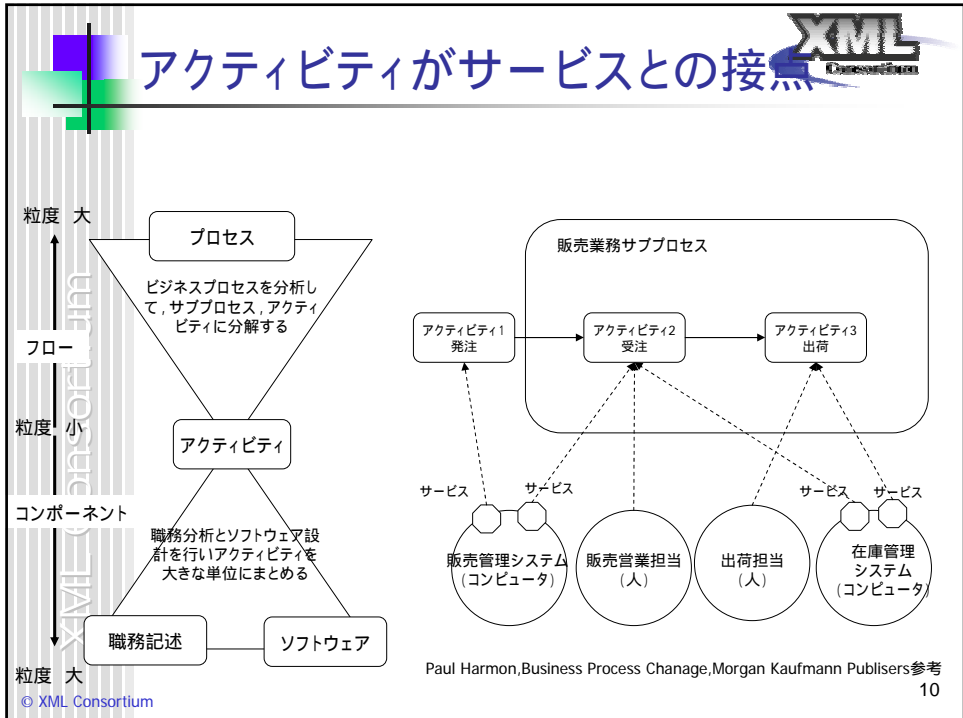 アクティビティがサービスとの接点
XML
Consortium
粒度 大
プロセス
ビジネスプロセスを分析し
て, サブプロセス, アクティ
ビティに分解する
フロー
粒度 小
アクティビティ
コンポーネント
職務分析とソフトウェア設
計を行いアクティビティを
大きな単位にまとめる
職務記述
ソフトウェア
粒度 大
XML Consortium
販売業務サブプロセス
アクティビティ1
発注
アクティビティ2
受注
アクティビティ3
出荷
サービス
サービス
サービス
サービス
販売管理システム
(コンピュータ)
販売営業担当
(人)
出荷担当
(人)
在庫管理
システム
(コンピュータ)
Paul Harmon,Business Process Chanage,Morgan Kaufmann Publisers参考
10
© XML Consortium